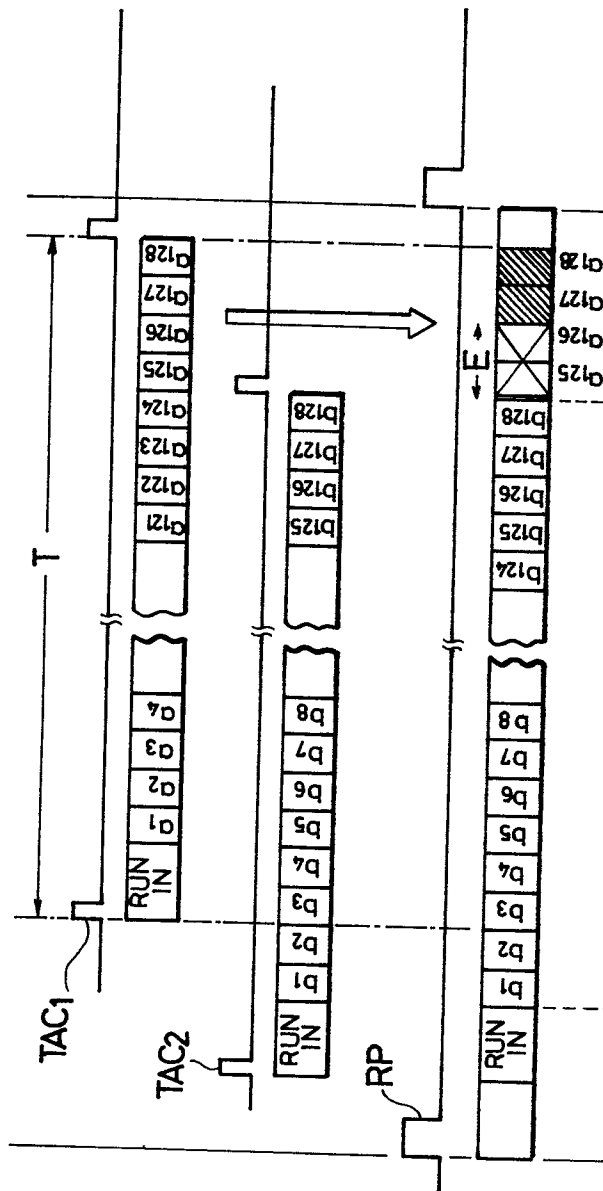 T
TAC1
RUN IN a1 a2 a3 a4 a121 a122 a123 a124 a125 a126 a127 a128
TAC2
RUN IN b1 b2 b3 b4 b5 b6 b7 b8 b125 b126 b127 b128
RP
E
RUN IN b1 b2 b3 b4 b5 b6 b7 b8 b124 b125 b126 b127 b128
a125 a126 a127 a128